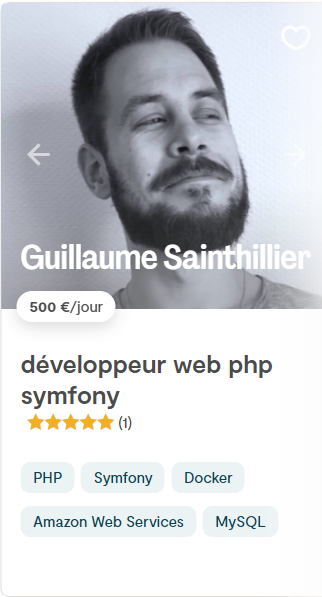 Guillaume Sainthillier
500 €/jour
développeur web php
symfony
(1)
PHP Symfony Docker
Amazon Web Services MySQL